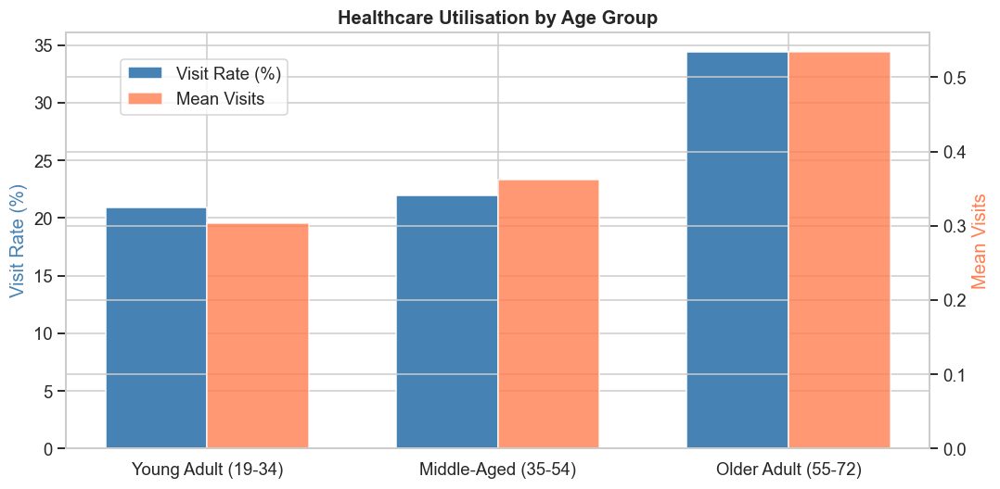 Healthcare Utilisation by Age Group
Visit Rate (%)
Mean Visits
Visit Rate (%)
35
30
25
20
15
10
5
0
Young Adult (19-34)
Middle-Aged (35-54)
Older Adult (55-72)
0.5
0.4
0.3
0.2
0.1
0.0
Mean Visits